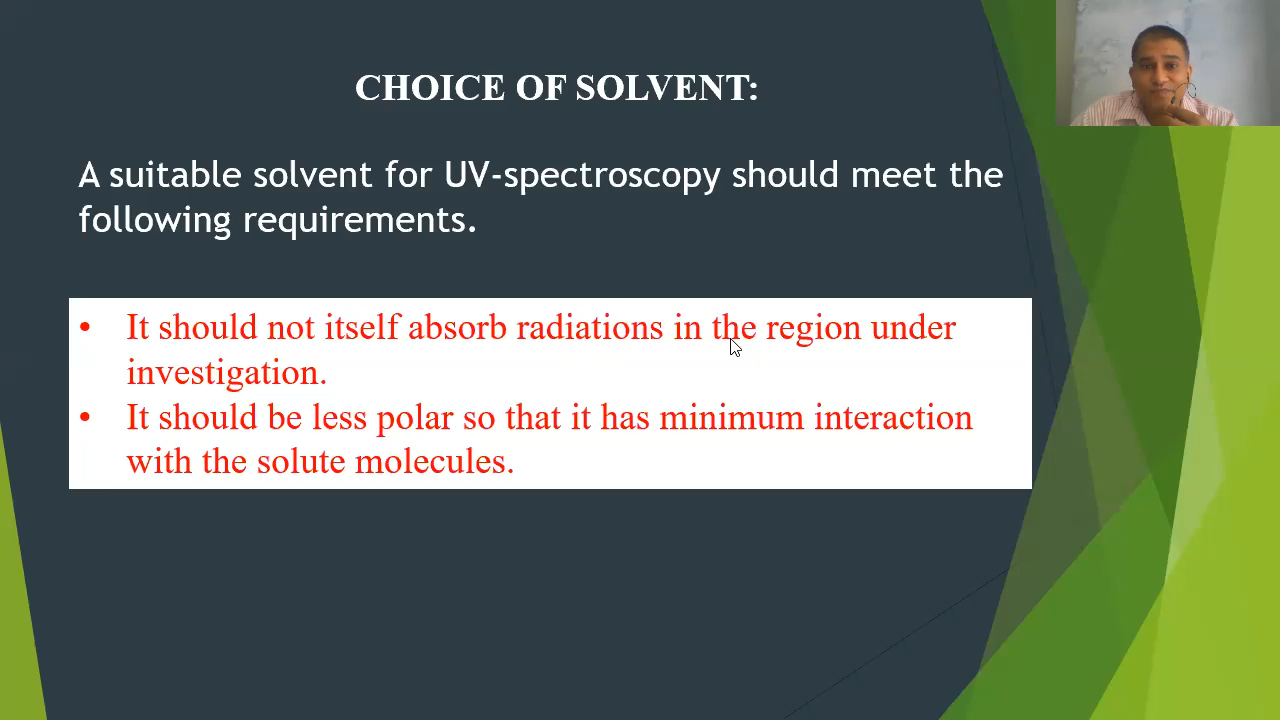 CHOICE OF SOLVENT:
A suitable solvent for UV-spectroscopy should meet the
following requirements.
• It should not itself absorb radiations in the region under
investigation.
• It should be less polar so that it has minimum interaction
with the solute molecules.